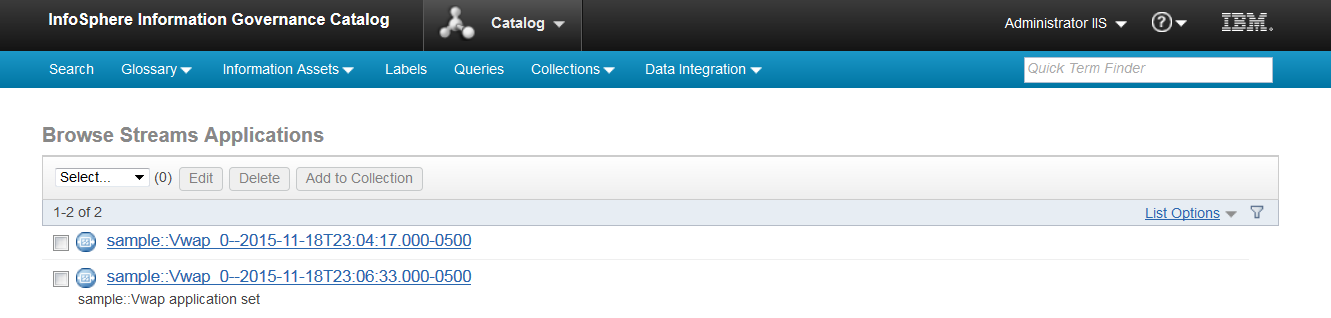 InfoSphere Information Governance Catalog Catalog Administrator IIS ? IBM.
Search Glossary Information Assets Labels Queries Collections Data Integration Quick Term Finder
Browse Streams Applications
Select... (0) Edit Delete Add to Collection
1-2 of 2 List Options
sample::Vwap_0--2015-11-18T23:04:17.000-0500
sample::Vwap_0--2015-11-18T23:06:33.000-0500
sample::Vwap application set